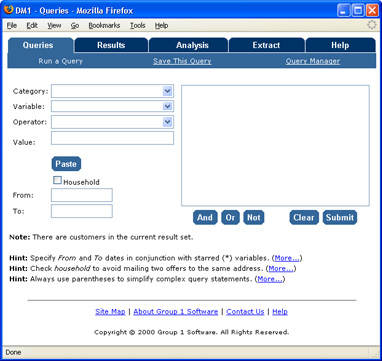 DM1 - Queries - Mozilla Firefox
File Edit View Go Bookmarks Tools Help
Queries Results Analysis Extract Help
Run a Query Save This Query Query Manager
Category:
Variable:
Operator:
Value:
Paste
Household
From:
To:
And Or Not Clear Submit
Note: There are customers in the current result set.
Hint: Specify From and To dates in conjunction with starred (*) variables. (More...)
Hint: Check household to avoid mailing two offers to the same address. (More...)
Hint: Always use parentheses to simplify complex query statements. (More...)
Site Map | About Group 1 Software | Contact Us | Help
Copyright © 2000 Group 1 Software. All Rights Reserved.
Done